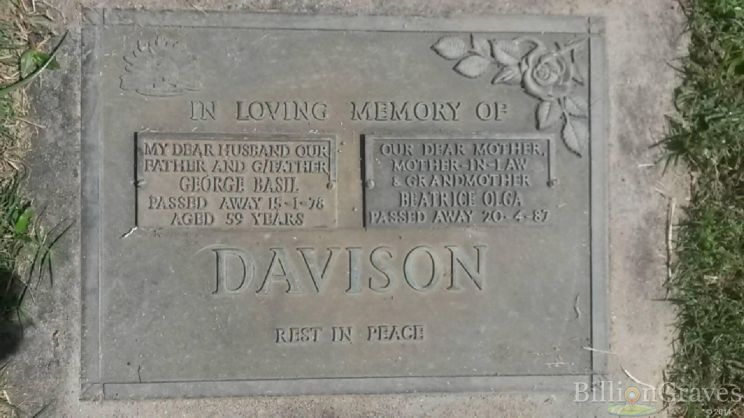 IN LOVING MEMORY OF
MY DEAR HUSBAND OUR
FATHER AND G/FATHER
GEORGE BASIL
PASSED AWAY 15-1-78
AGED 59 YEARS
OUR DEAR MOTHER,
MOTHER-IN-LAW
& GRANDMOTHER
BEATRICE OLGA
PASSED AWAY 20-4-87
DAVISON
REST IN PEACE
BillionGraves